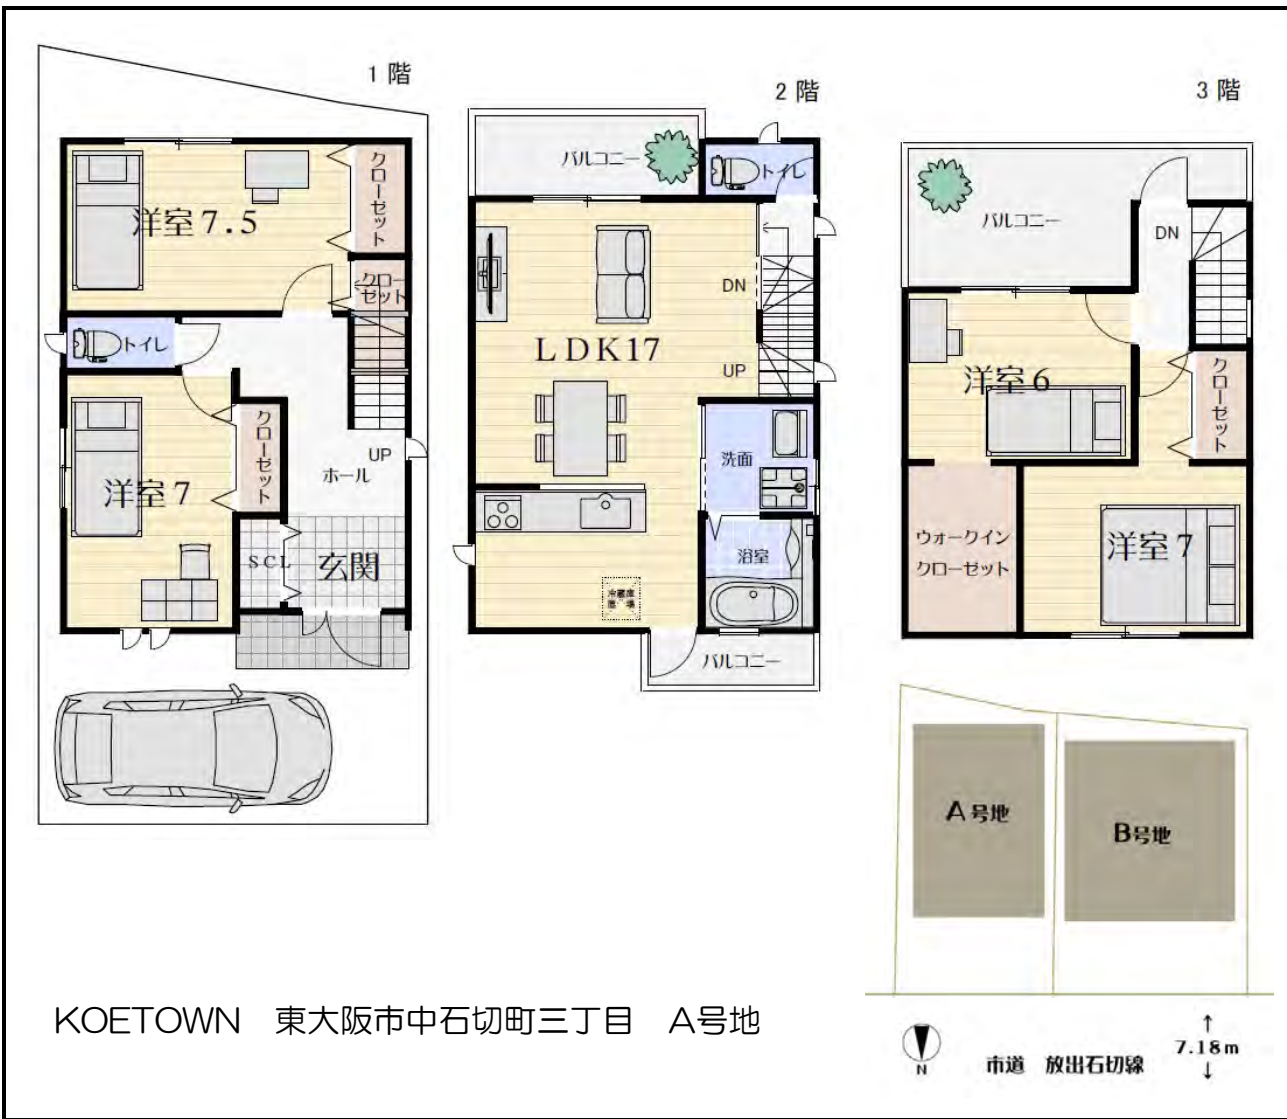 1階
洋室7.5
クローゼット
クローゼット
トイレ
クローゼット
洋室7
UP
ホール
SCL
玄関
2階
バルコニー
トイレ
DN
LDK17
UP
洗面
浴室
冷蔵庫
置場
バルコニー
3階
バルコニー
DN
洋室6
クローゼット
ウォークイン
クローゼット
洋室7
A号地
B号地
KOETOWN 東大阪市中石切町三丁目 A号地
N
市道 放出石切線
↑
7.18m
↓